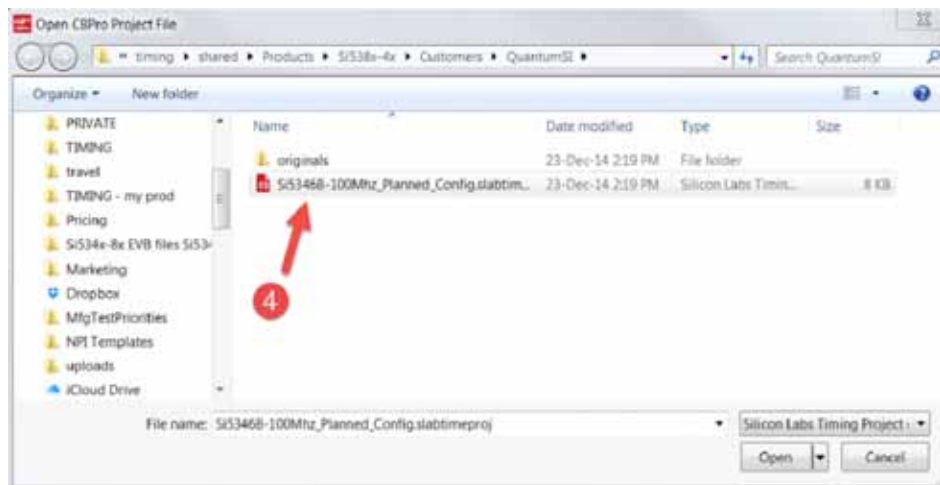 Open CBPro Project File
« timing ▸ shared ▸ Products ▸ Si538x-4x ▸ Customers ▸ QuantumSI ▸
Search QuantumSI
Organize
New folder
Name
Date modified
Type
Size
PRIVATE
TIMING
travel
TIMING - my prod
Pricing
Si534x-8x EVB files Si534
Marketing
Dropbox
MfgTestPriorities
NPI Templates
uploads
iCloud Drive
originals
23-Dec-14 2:19 PM
File folder
Si5346B-100Mhz_Planned_Config.slabtim...
23-Dec-14 2:19 PM
Silicon Labs Timin...
8 KB
4
File name:
Si5346B-100Mhz_Planned_Config.slabtimeproj
Silicon Labs Timing Project
Open
Cancel